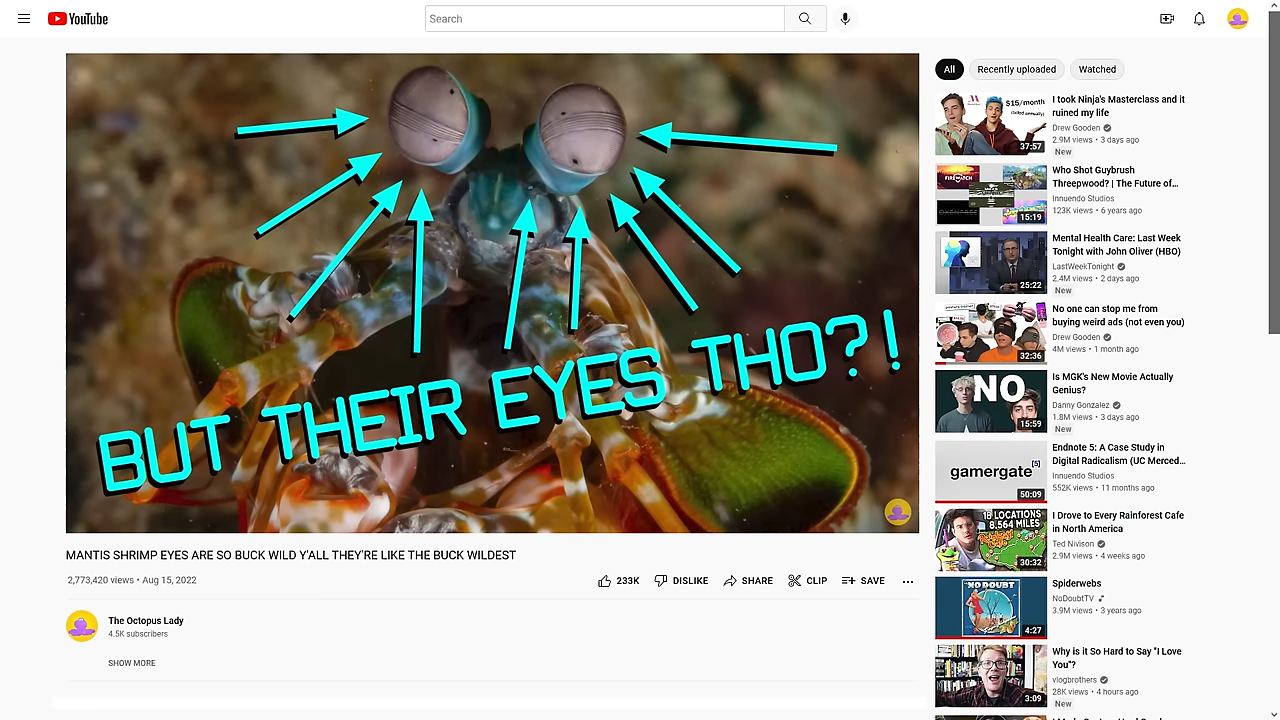 YouTube
Search
BUT THEIR EYES THO?!
MANTIS SHRIMP EYES ARE SO BUCK WILD Y'ALL THEY'RE LIKE THE BUCK WILDEST
2,773,420 views • Aug 15, 2022
233K
DISLIKE
SHARE
CLIP
SAVE
The Octopus Lady
4.5K subscribers
SHOW MORE
All
Recently uploaded
Watched
$15/month
(billed annually)
37:57
I took Ninja's Masterclass and it
ruined my life
Drew Gooden
2.9M views • 3 days ago
New
FIREWATCH
15:19
Who Shot Guybrush
Threepwood? | The Future of…
Innuendo Studios
123K views • 6 years ago
25:22
Mental Health Care: Last Week
Tonight with John Oliver (HBO)
LastWeekTonight
2.4M views • 2 days ago
New
32:36
No one can stop me from
buying weird ads (not even you)
Drew Gooden
4M views • 1 month ago
NO
15:59
Is MGK's New Movie Actually
Genius?
Danny Gonzalez
1.8M views • 3 days ago
New
gamergate[5]
50:09
Endnote 5: A Case Study in
Digital Radicalism (UC Merced…
Innuendo Studios
552K views • 11 months ago
18 LOCATIONS
8,564 MILES
30:32
I Drove to Every Rainforest Cafe
in North America
Ted Nivison
2.9M views • 4 weeks ago
NO DOUBT
4:27
Spiderwebs
NoDoubtTV
3.9M views • 3 years ago
3:09
Why is it So Hard to Say "I Love
You"?
vlogbrothers
28K views • 4 hours ago
New